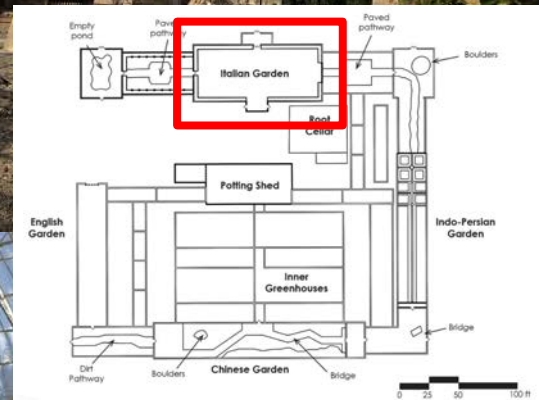 Empty
pond
Paved
pathway
Italian Garden
Paved
pathway
Boulders
Root
Cellar
Potting Shed
English
Garden
Indo-Persian
Garden
Inner
Greenhouses
Dirt
Pathway
Boulders
Chinese Garden
Bridge
Bridge
0 25 50 100 ft